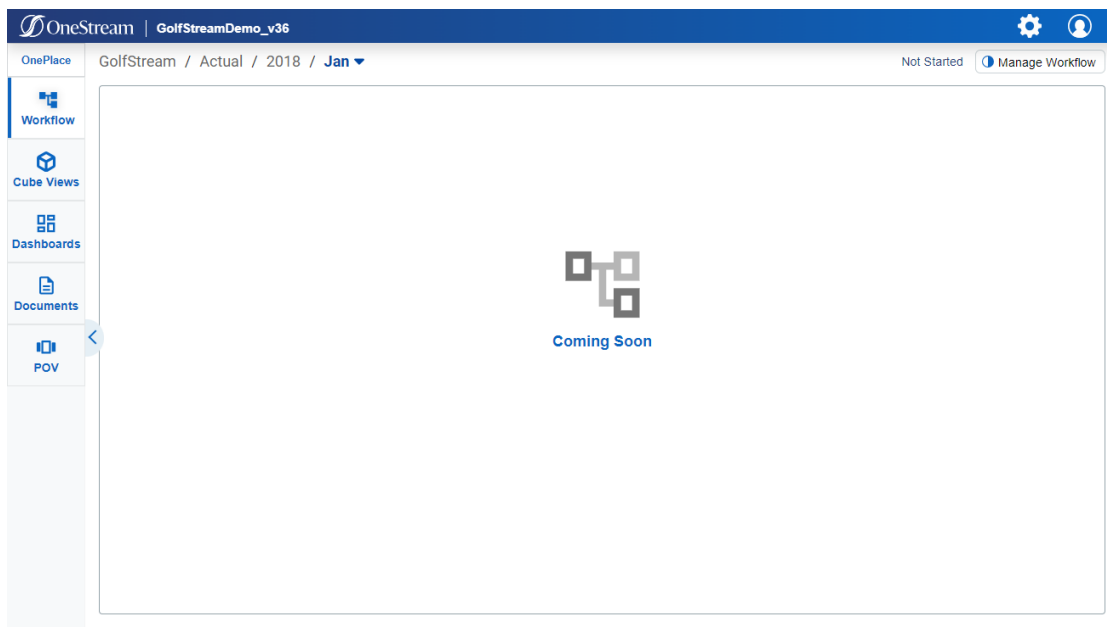 OneStream | GolfStreamDemo_v36
OnePlace
GolfStream / Actual / 2018 / Jan
Not Started
Manage Workflow
Workflow
Cube Views
Dashboards
Documents
POV
Coming Soon